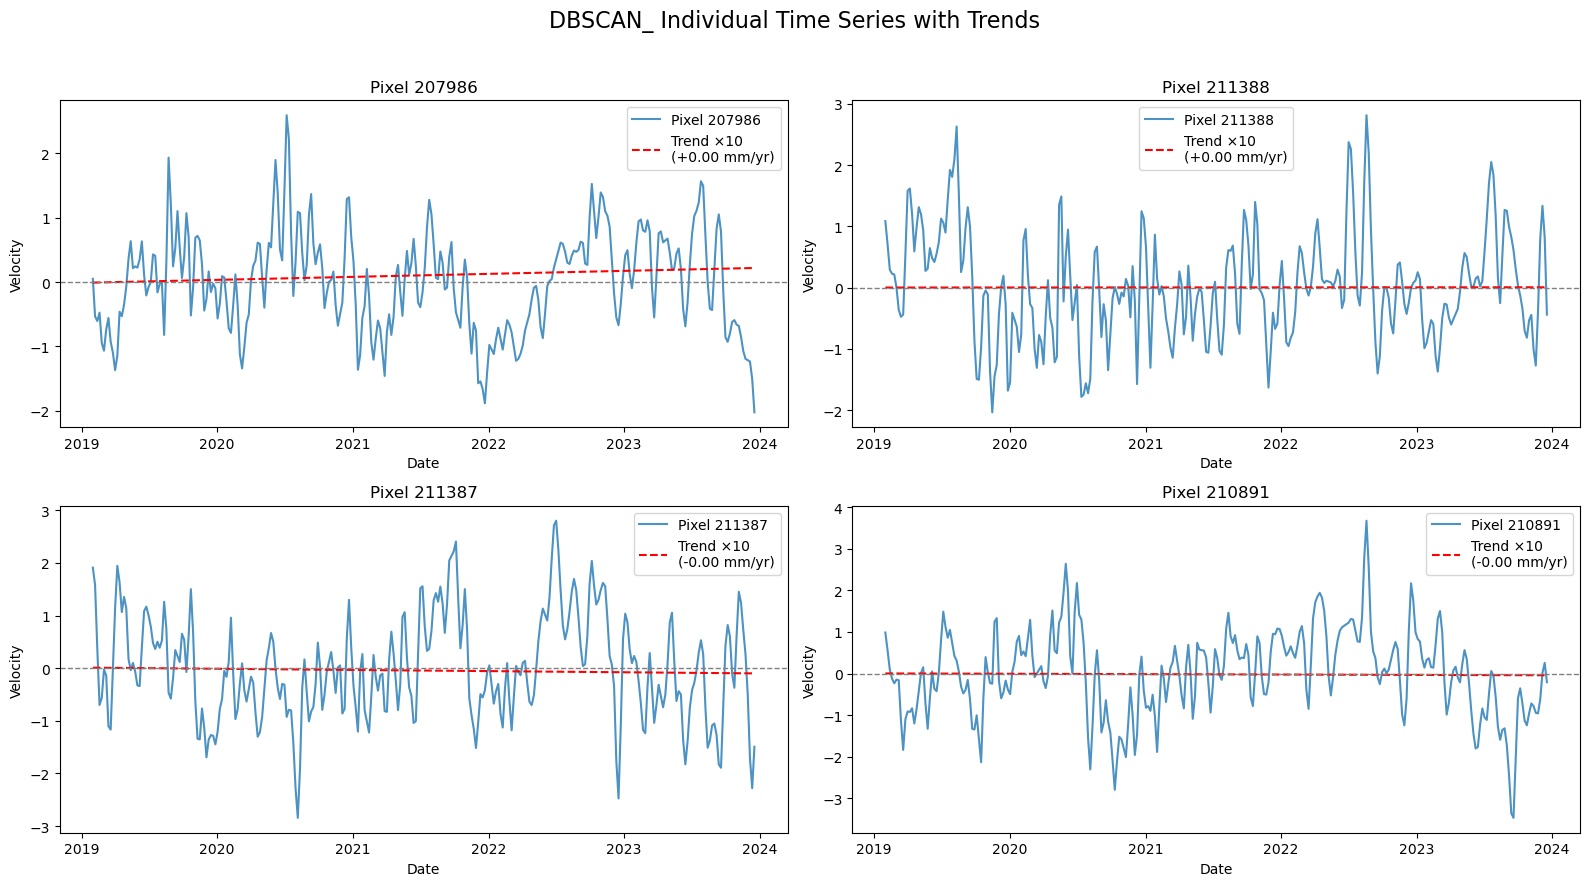 DBSCAN_ Individual Time Series with Trends
Pixel 207986
Pixel 207986
Trend ×10
(+0.00 mm/yr)
2
1
0
−1
−2
Velocity
2019 2020 2021 2022 2023 2024
Date
Pixel 211388
Pixel 211388
Trend ×10
(+0.00 mm/yr)
3
2
1
0
−1
−2
Velocity
2019 2020 2021 2022 2023 2024
Date
Pixel 211387
Pixel 211387
Trend ×10
(-0.00 mm/yr)
3
2
1
0
−1
−2
−3
Velocity
2019 2020 2021 2022 2023 2024
Date
Pixel 210891
Pixel 210891
Trend ×10
(-0.00 mm/yr)
4
3
2
1
0
−1
−2
−3
Velocity
2019 2020 2021 2022 2023 2024
Date